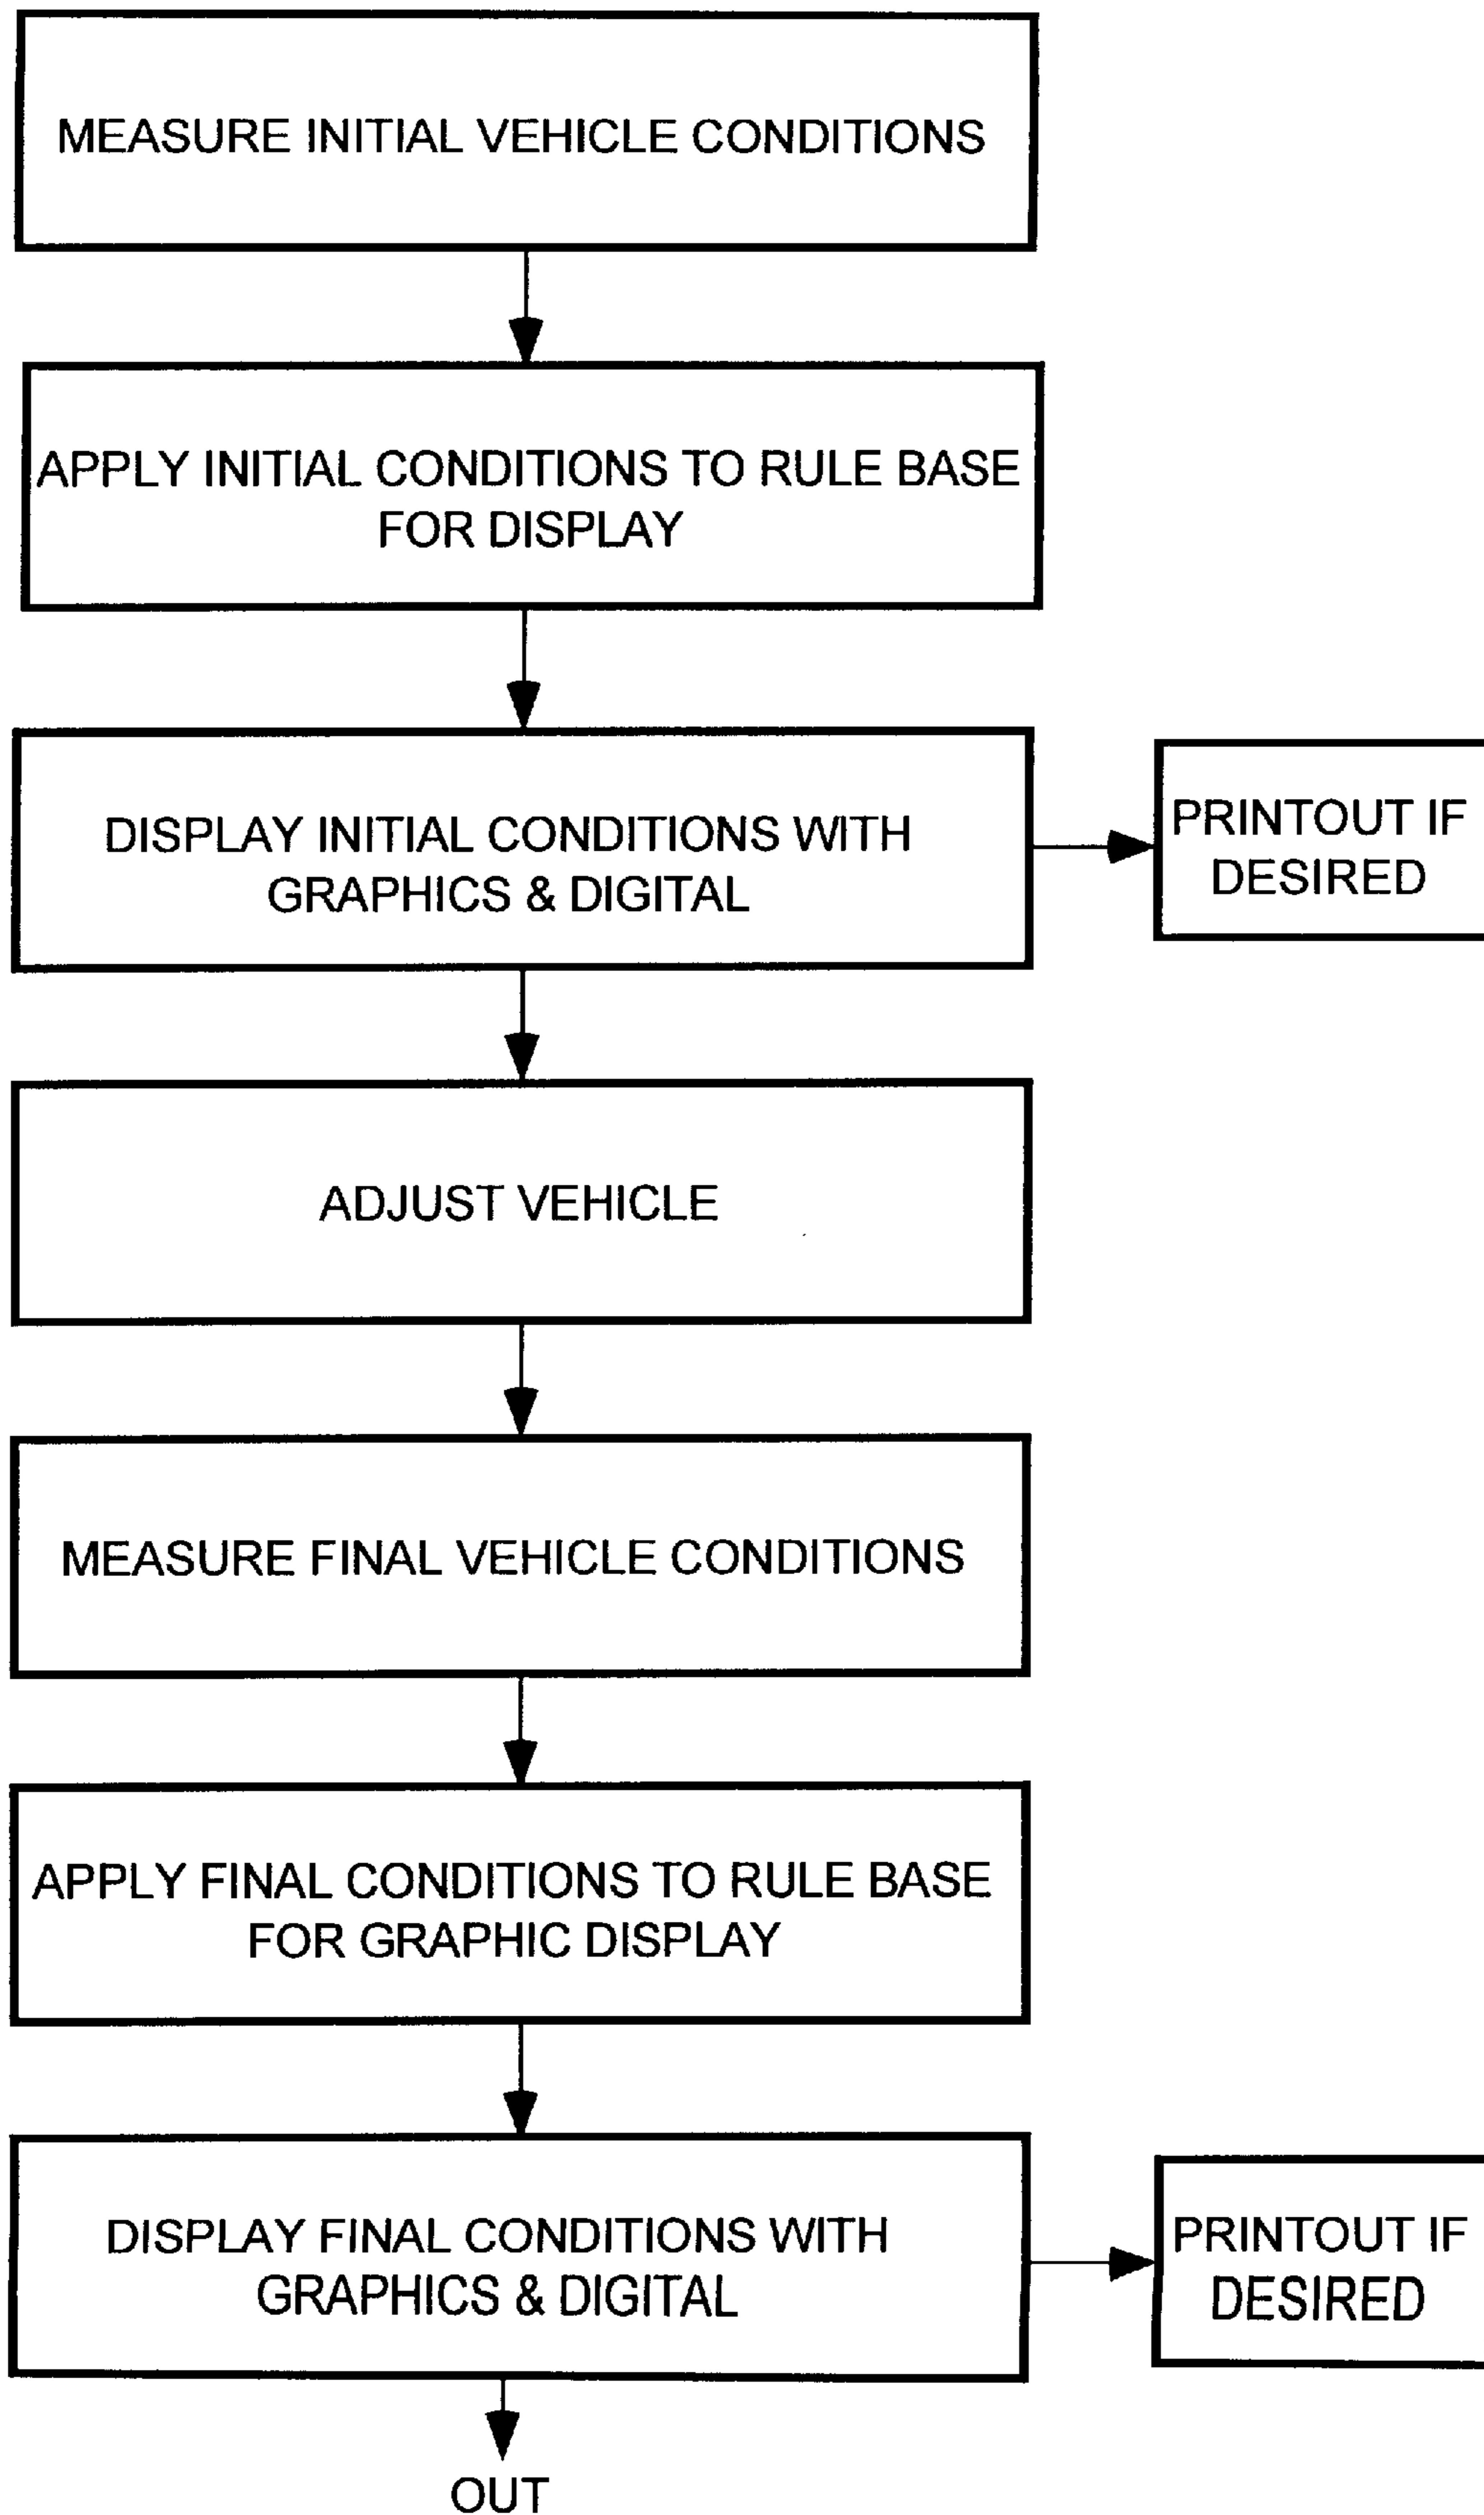 MEASURE INITIAL VEHICLE CONDITIONS
APPLY INITIAL CONDITIONS TO RULE BASE
FOR DISPLAY
DISPLAY INITIAL CONDITIONS WITH
GRAPHICS & DIGITAL
PRINTOUT IF
DESIRED
ADJUST VEHICLE
MEASURE FINAL VEHICLE CONDITIONS
APPLY FINAL CONDITIONS TO RULE BASE
FOR GRAPHIC DISPLAY
DISPLAY FINAL CONDITIONS WITH
GRAPHICS & DIGITAL
PRINTOUT IF
DESIRED
OUT